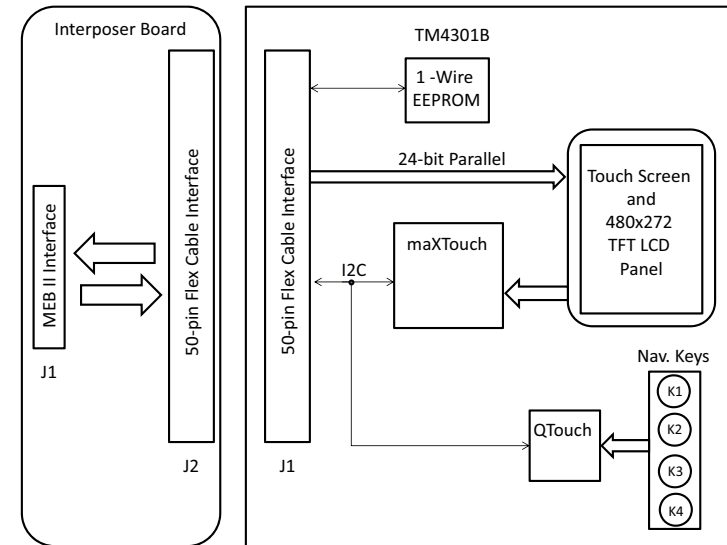 Interposer Board
MEB II Interface
J1
50-pin Flex Cable Interface
J2
TM4301B
50-pin Flex Cable Interface
J1
1 -Wire
EEPROM
24-bit Parallel
Touch Screen
and
480x272
TFT LCD
Panel
I2C
maXTouch
Nav. Keys
QTouch
K1
K2
K3
K4